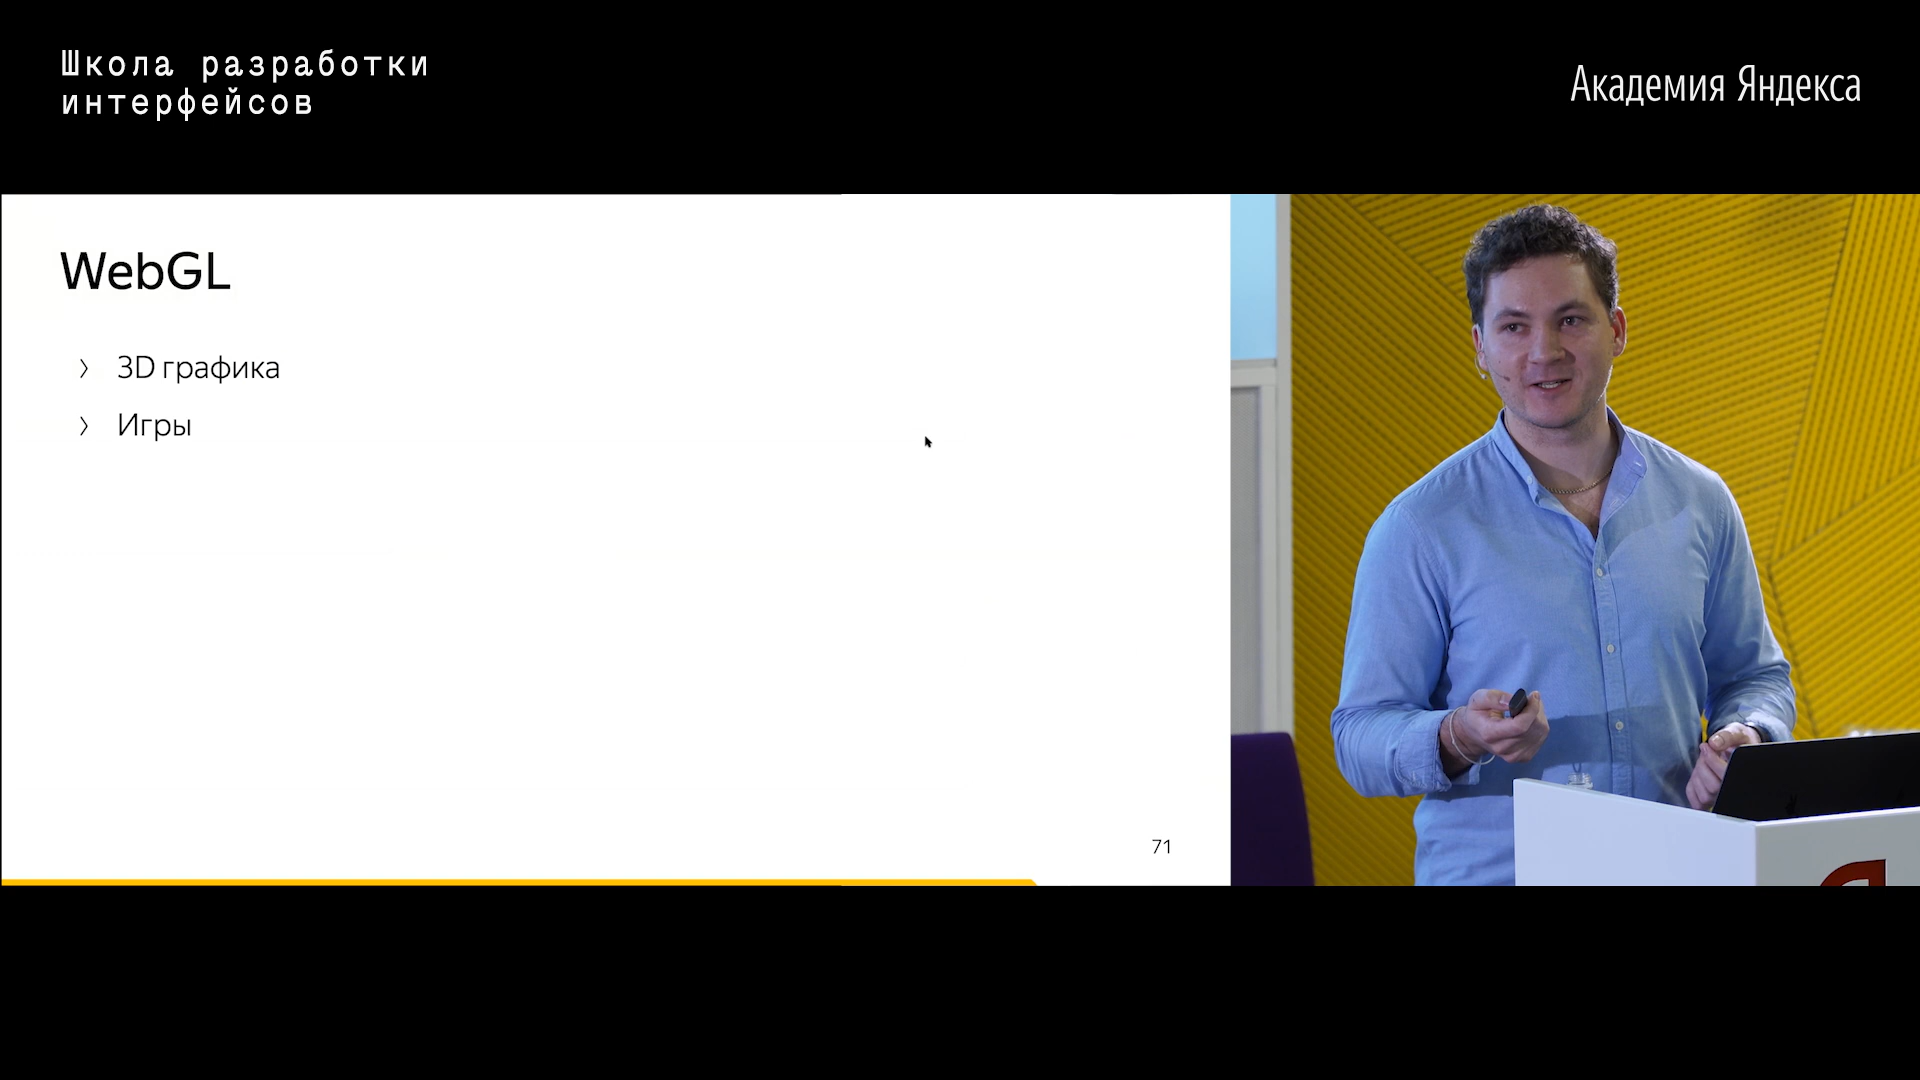 Школа разработки
интерфейсов
Академия Яндекса
WebGL
3D графика
Игры
71